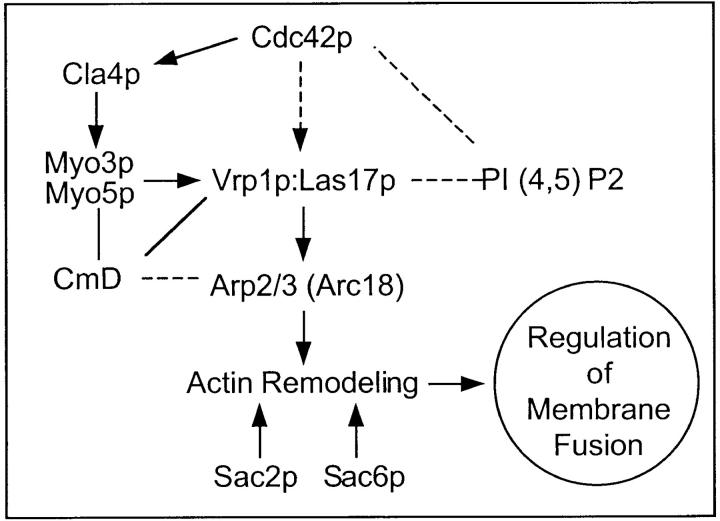 Cdc42p
Cla4p
Myo3p
Myo5p
Vrp1p:Las17p
PI (4,5) P2
CmD
Arp2/3 (Arc18)
Actin Remodeling
Regulation
of
Membrane
Fusion
Sac2p
Sac6p